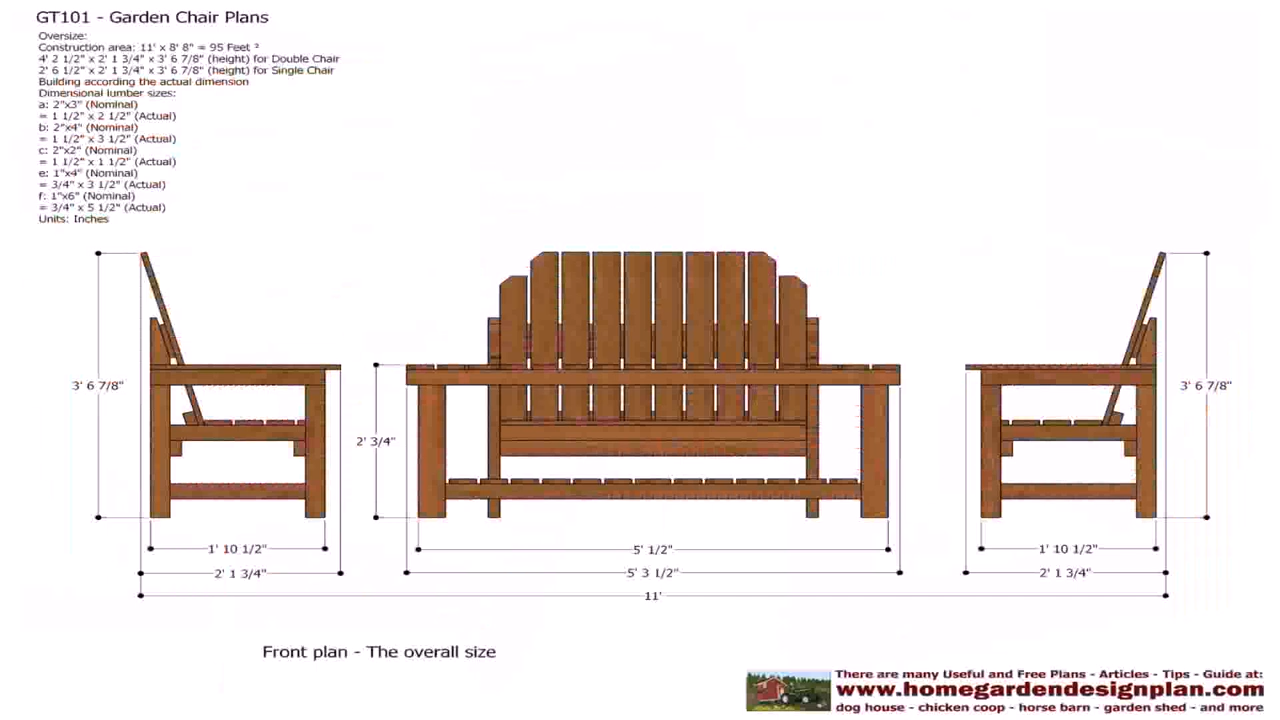 GT101 - Garden Chair Plans
Oversize:
Construction area: 11' x 8' 8" = 95 Feet ²
4' 2 1/2" x 2' 1 3/4" x 3' 6 7/8" (height) for Double Chair
2' 6 1/2" x 2' 1 3/4" x 3' 6 7/8" (height) for Single Chair
Building according the actual dimension
Dimensional lumber sizes:
a: 2"x3" (Nominal)
= 1 1/2" x 2 1/2" (Actual)
b: 2"x4" (Nominal)
= 1 1/2" x 3 1/2" (Actual)
c: 2"x2" (Nominal)
= 1 1/2" x 1 1/2" (Actual)
e: 1"x4" (Nominal)
= 3/4" x 3 1/2" (Actual)
f: 1"x6" (Nominal)
= 3/4" x 5 1/2" (Actual)
Units: Inches
3' 6 7/8"
3' 6 7/8"
2' 3/4"
1' 10 1/2"
5' 1/2"
1' 10 1/2"
2' 1 3/4"
5' 3 1/2"
2' 1 3/4"
11'
Front plan - The overall size
There are many Useful and Free Plans - Articles - Tips - Guide at:
www.homegardendesignplan.com
dog house - chicken coop - horse barn - garden shed - and more